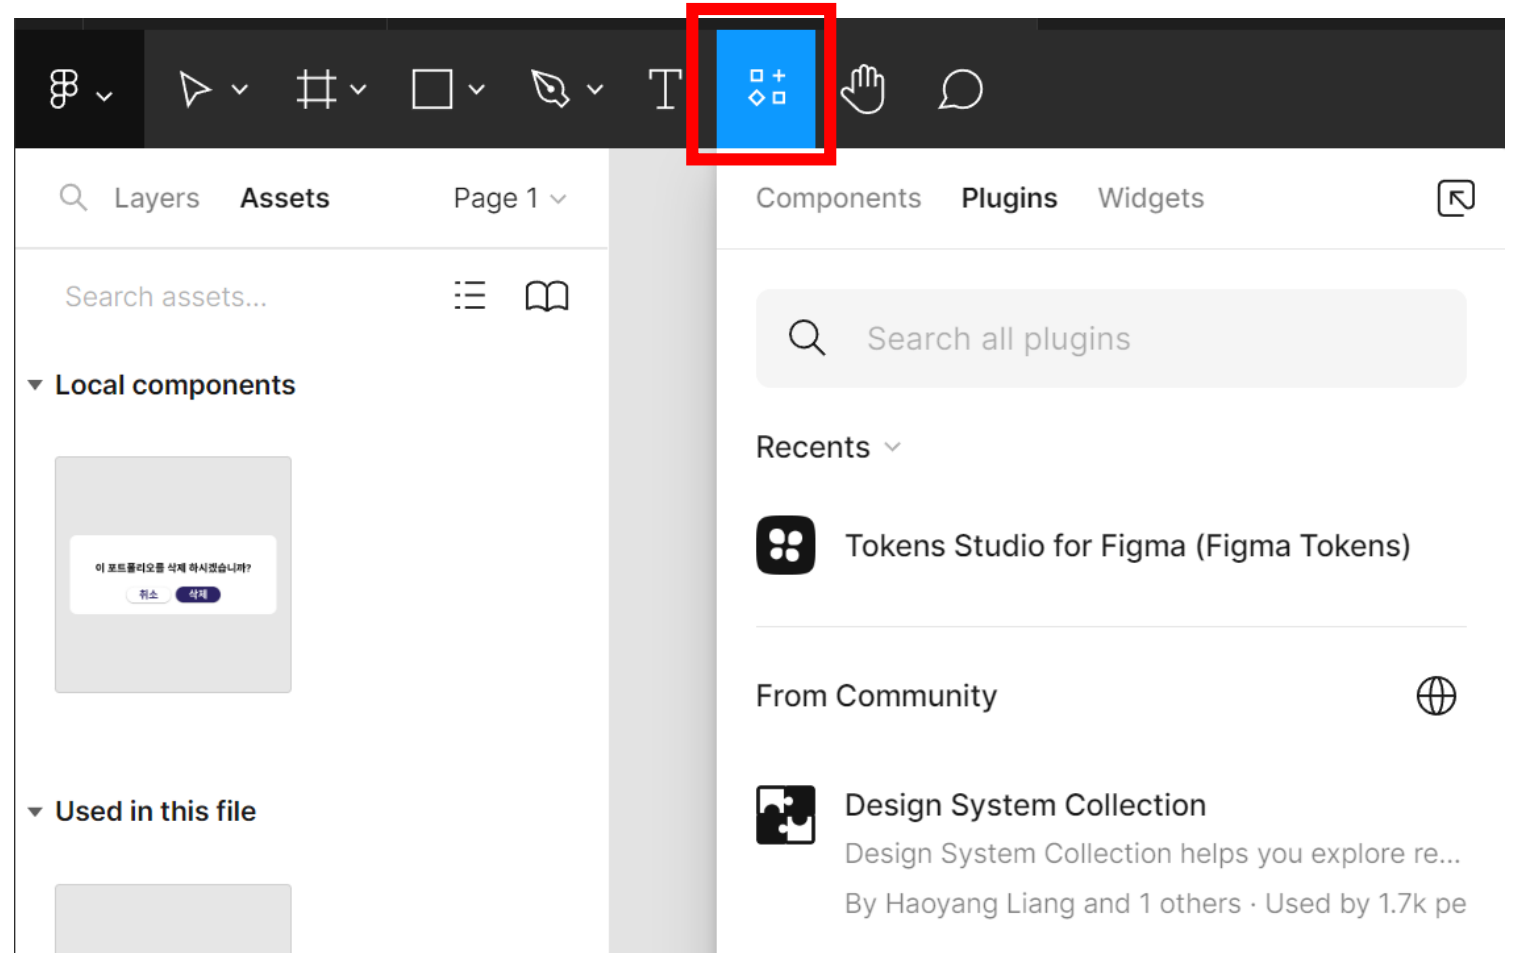 Layers
Assets
Page 1
Search assets...
Local components
이 포트폴리오를 삭제 하시겠습니까?
취소
삭제
Used in this file
Components
Plugins
Widgets
Search all plugins
Recents
Tokens Studio for Figma (Figma Tokens)
From Community
Design System Collection
Design System Collection helps you explore re...
By Haoyang Liang and 1 others · Used by 1.7k pe